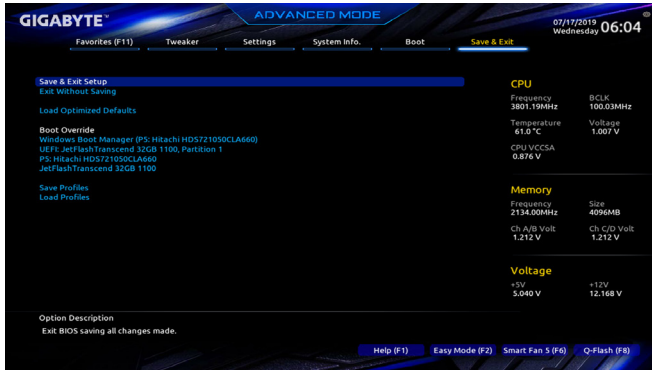 GIGABYTE™
ADVANCED MODE
07/17/2019
Wednesday 06:04
Favorites (F11) Tweaker Settings System Info. Boot Save & Exit
Save & Exit Setup
Exit Without Saving
Load Optimized Defaults
Boot Override
Windows Boot Manager (P5: Hitachi HDS721050CLA660)
UEFI: JetFlashTranscend 32GB 1100, Partition 1
P5: Hitachi HDS721050CLA660
JetFlashTranscend 32GB 1100
Save Profiles
Load Profiles
CPU
Frequency BCLK
3801.19MHz 100.03MHz
Temperature Voltage
61.0 °C 1.007 V
CPU VCCSA
0.876 V
Memory
Frequency Size
2134.00MHz 4096MB
Ch A/B Volt Ch C/D Volt
1.212 V 1.212 V
Voltage
+5V +12V
5.040 V 12.168 V
Option Description
Exit BIOS saving all changes made.
Help (F1) Easy Mode (F2) Smart Fan 5 (F6) Q-Flash (F8)